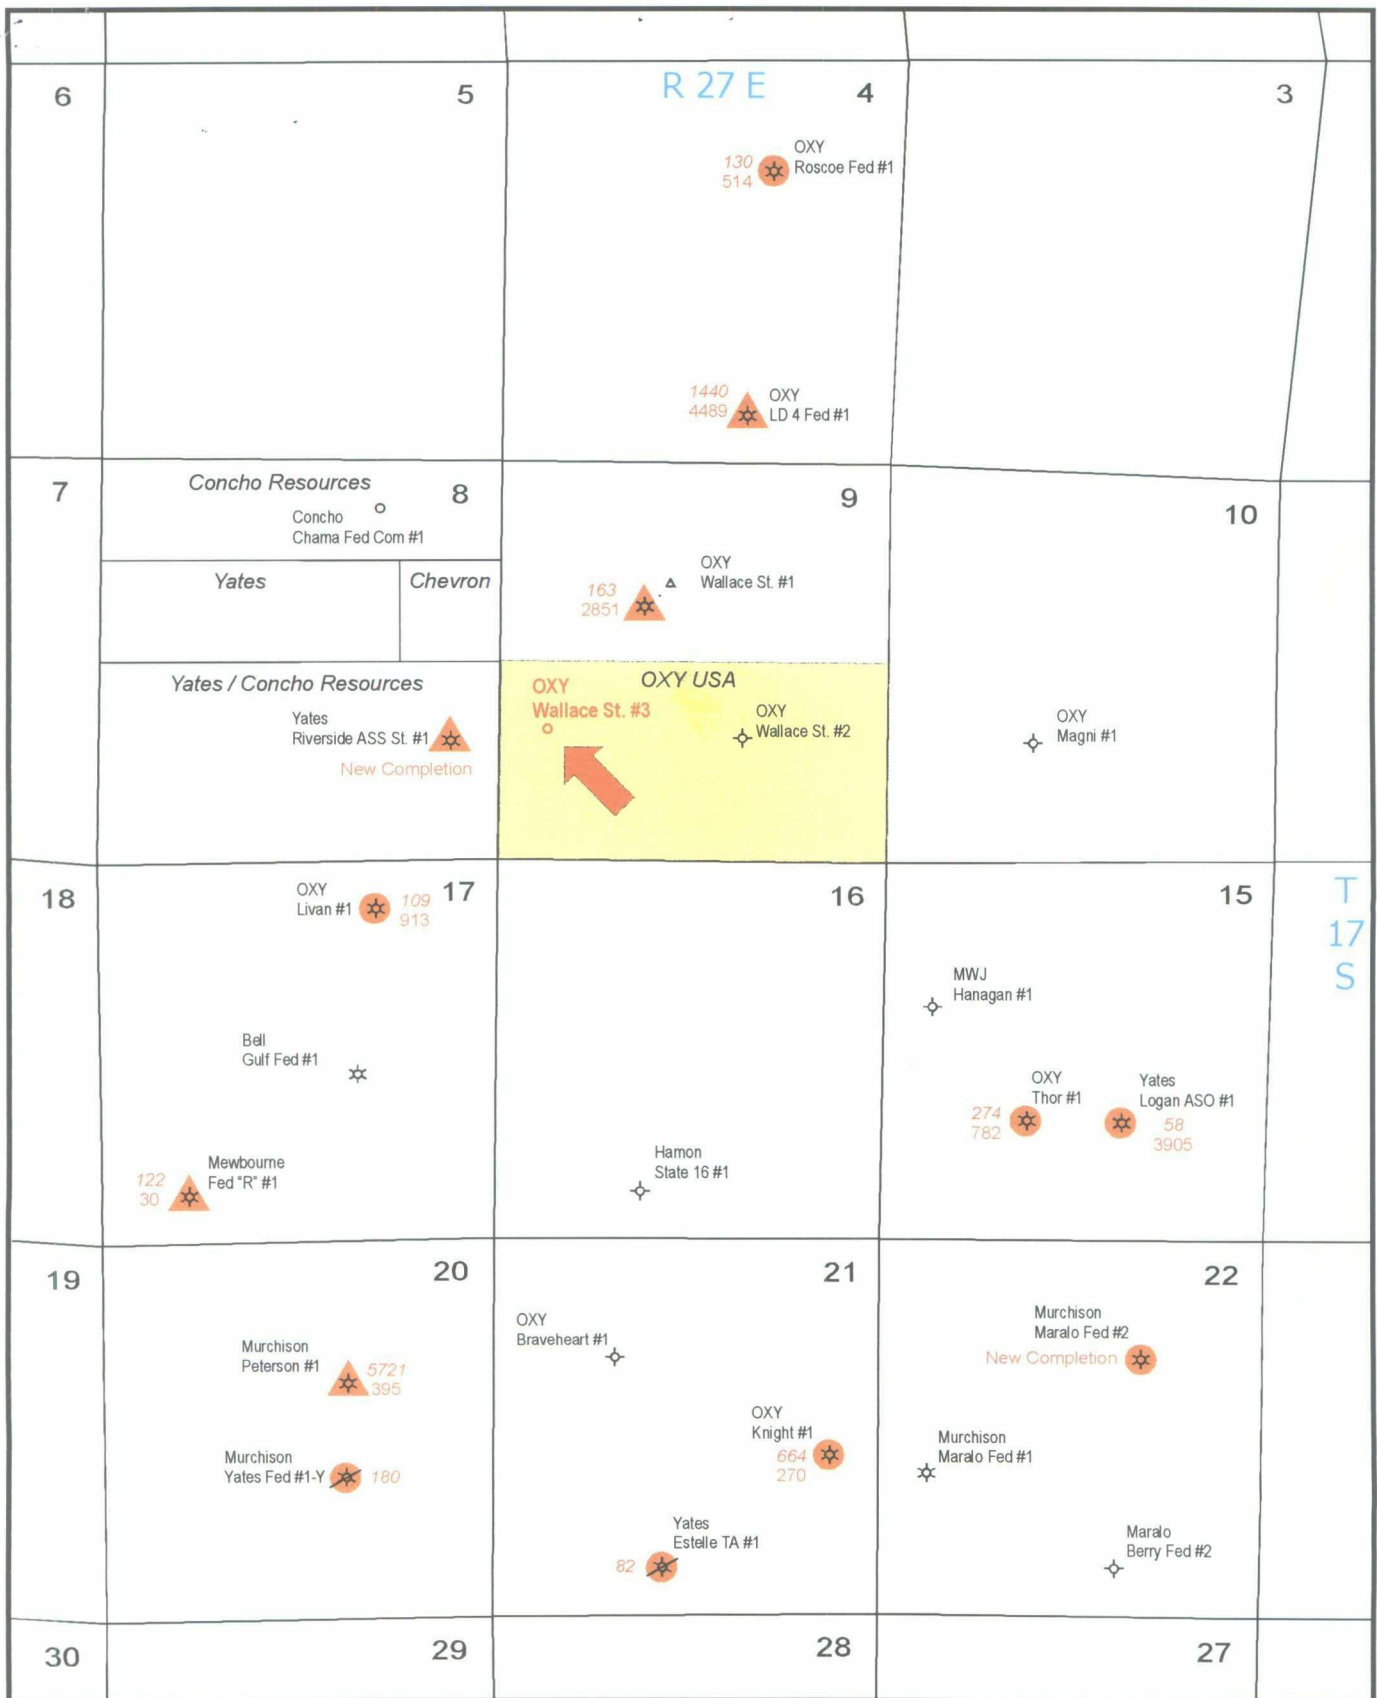 R 27 E
6
5
4
3
130
514
OXY
Roscoe Fed #1
1440
4489
OXY
LD 4 Fed #1
7
Concho Resources
8
9
10
Concho
Chama Fed Com #1
Yates
Chevron
163
2851
OXY
Wallace St. #1
Yates / Concho Resources
OXY USA
Yates
Riverside ASS St. #1
New Completion
OXY
Wallace St. #3
OXY
Wallace St. #2
OXY
Magni #1
18
OXY
Livan #1
109
913
17
16
15
T
17
S
MWJ
Hanagan #1
Bell
Gulf Fed #1
OXY
Thor #1
274
782
Yates
Logan ASO #1
58
3905
Mewbourne
Fed "R" #1
122
30
Hamon
State 16 #1
19
20
21
22
OXY
Braveheart #1
Murchison
Maralo Fed #2
New Completion
Murchison
Peterson #1
5721
395
OXY
Knight #1
664
270
Murchison
Maralo Fed #1
Murchison
Yates Fed #1-Y
180
Yates
Estelle TA #1
82
Maralo
Berry Fed #2
30
29
28
27